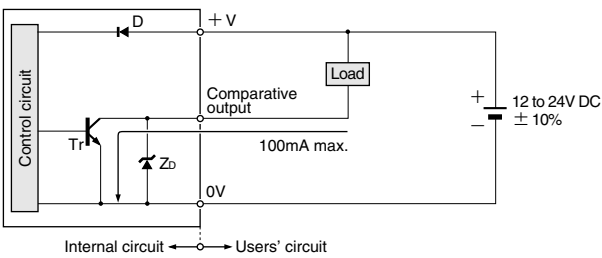 D
+ V
Load
Control circuit
Comparative
output
+
12 to 24V DC
−
± 10%
Tr
100mA max.
ZD
0V
Internal circuit
Users' circuit